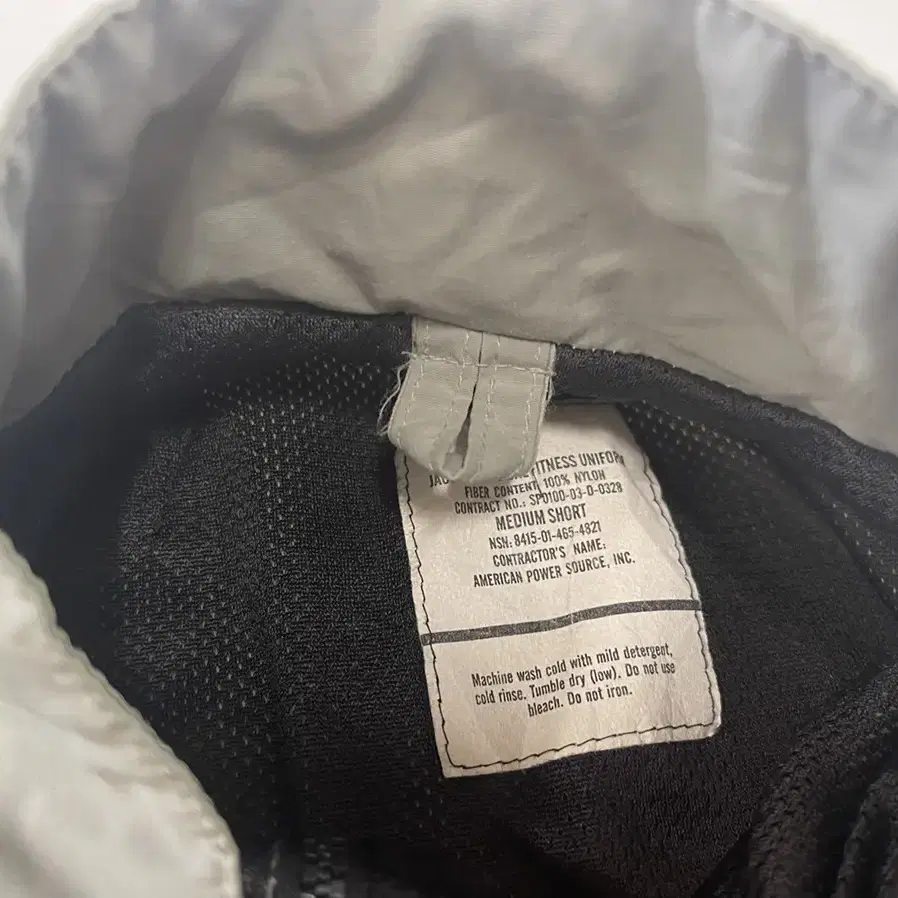 FITNESS UNIFORM
FIBER CONTENT, 100% NYLON
CONTRACT NO.: SPO100-03-D-0328
MEDIUM SHORT
NSN: 8415-01-465-4821
CONTRACTOR'S NAME:
AMERICAN POWER SOURCE, INC.
Machine wash cold with mild detergent,
cold rinse. Tumble dry (low). Do not use
bleach. Do not iron.